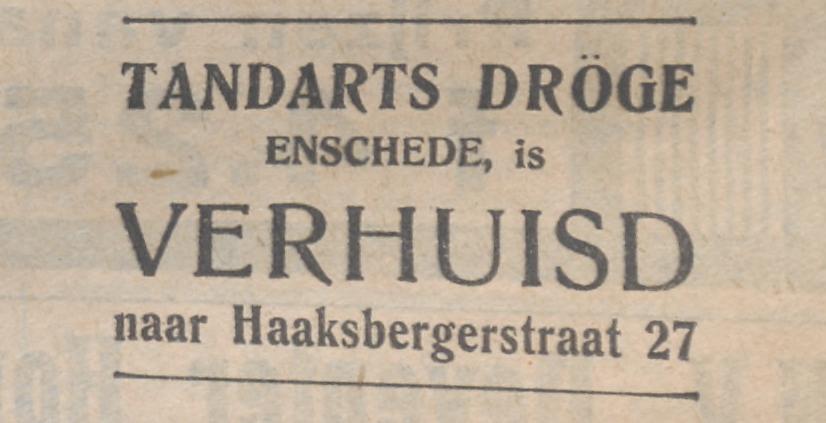 TANDARTS DRÖGE
ENSCHEDE, is
VERHUISD
naar Haaksbergerstraat 27